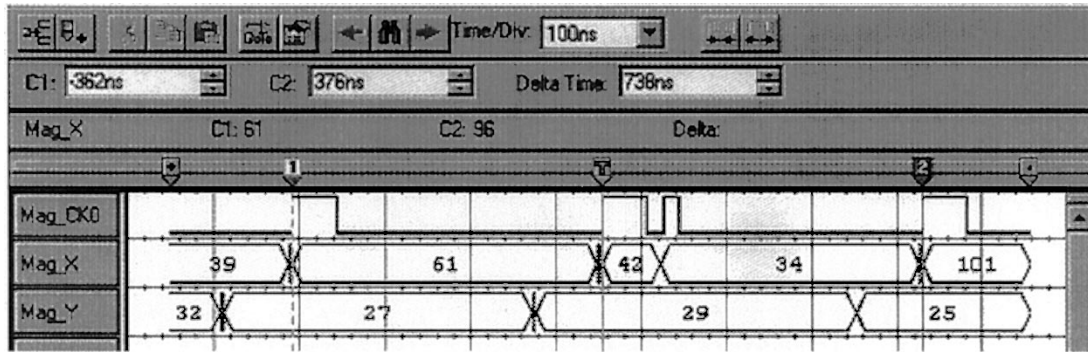 Time/Div: 100ns
C1: -362ns C2: 376ns Delta Time: 738ns
Mag_X C1: 61 C2: 96 Delta:
1 T 2
Mag_CK0
Mag_X 39 61 42 34 101
Mag_Y 32 27 29 25